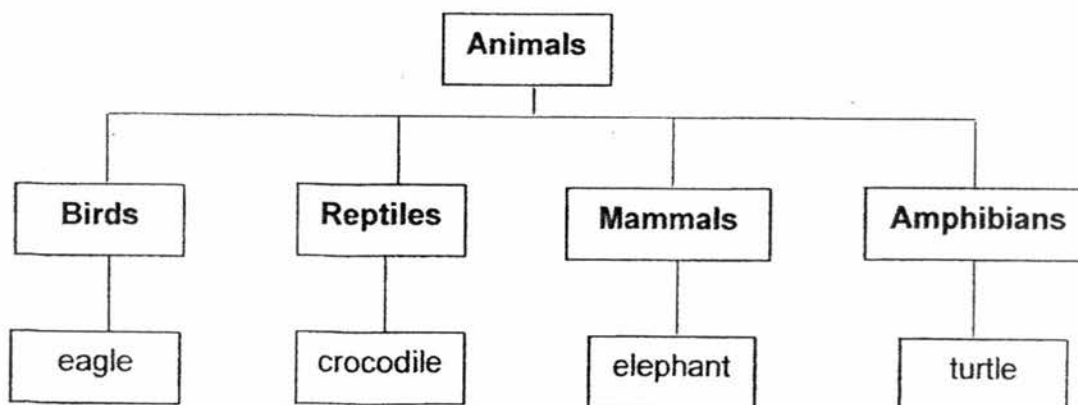 Animals
Birds
Reptiles
Mammals
Amphibians
eagle
crocodile
elephant
turtle